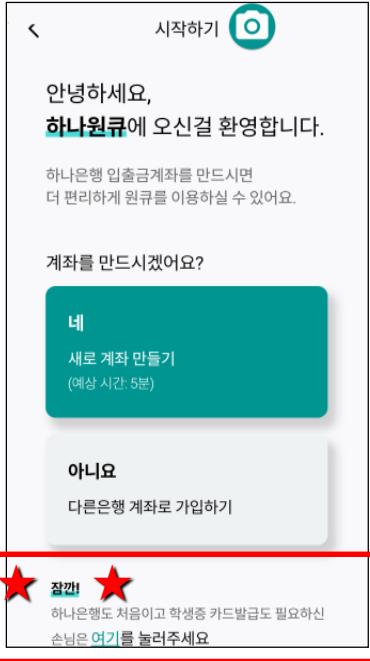 시작하기
안녕하세요,
하나원큐에 오신걸 환영합니다.
하나은행 입출금계좌를 만드시면
더 편리하게 원큐를 이용하실 수 있어요.
계좌를 만드시겠어요?
네
새로 계좌 만들기
(예상 시간: 5분)
아니요
다른은행 계좌로 가입하기
잠깐!
하나은행도 처음이고 학생증 카드발급도 필요하신
손님은 여기를 눌러주세요